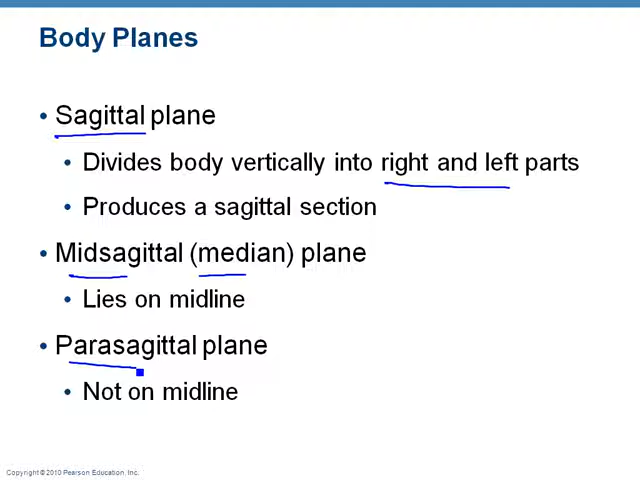 Body Planes
• Sagittal plane
• Divides body vertically into right and left parts
• Produces a sagittal section
• Midsagittal (median) plane
• Lies on midline
• Parasagittal plane
• Not on midline
Copyright © 2010 Pearson Education, Inc.